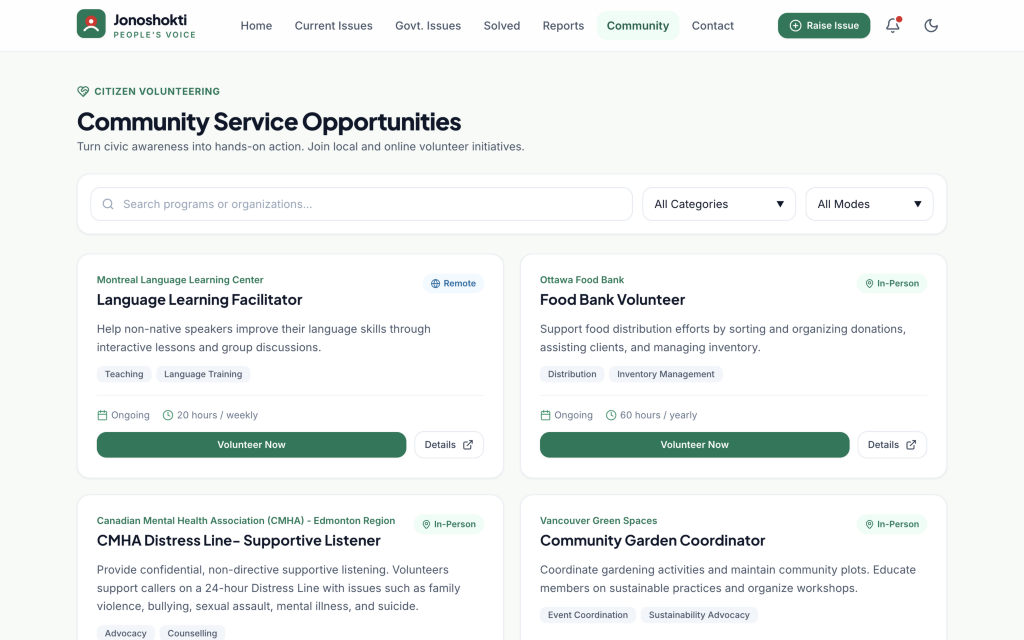 Jonoshokti
PEOPLE'S VOICE
Home
Current Issues
Govt. Issues
Solved
Reports
Community
Contact
Raise Issue
CITIZEN VOLUNTEERING
Community Service Opportunities
Turn civic awareness into hands-on action. Join local and online volunteer initiatives.
Search programs or organizations...
All Categories
All Modes
Montreal Language Learning Center
Remote
Language Learning Facilitator
Help non-native speakers improve their language skills through
interactive lessons and group discussions.
Teaching
Language Training
Ongoing
20 hours / weekly
Volunteer Now
Details
Ottawa Food Bank
In-Person
Food Bank Volunteer
Support food distribution efforts by sorting and organizing donations,
assisting clients, and managing inventory.
Distribution
Inventory Management
Ongoing
60 hours / yearly
Volunteer Now
Details
Canadian Mental Health Association (CMHA) - Edmonton Region
In-Person
CMHA Distress Line– Supportive Listener
Provide confidential, non-directive supportive listening. Volunteers
support callers on a 24-hour Distress Line with issues such as family
violence, bullying, sexual assault, mental illness, and suicide.
Advocacy
Counselling
Vancouver Green Spaces
In-Person
Community Garden Coordinator
Coordinate gardening activities and maintain community plots. Educate
members on sustainable practices and organize workshops.
Event Coordination
Sustainability Advocacy